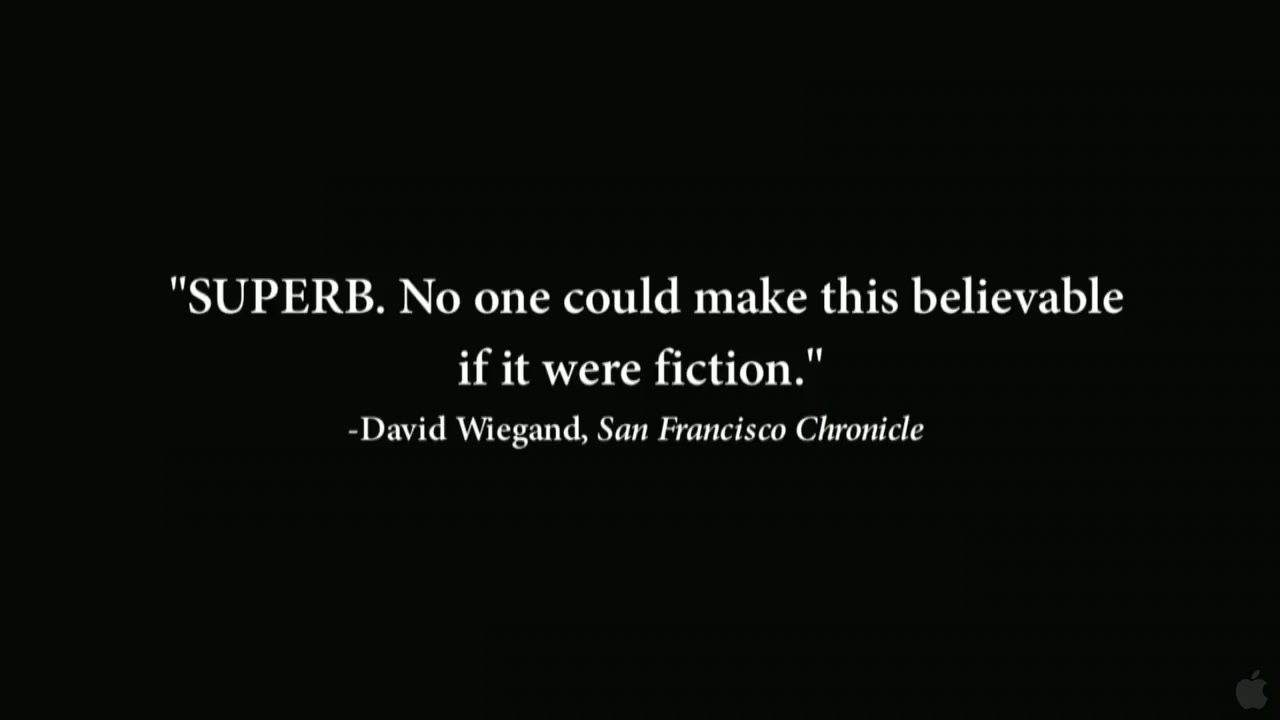 "SUPERB. No one could make this believable
if it were fiction."
-David Wiegand, San Francisco Chronicle